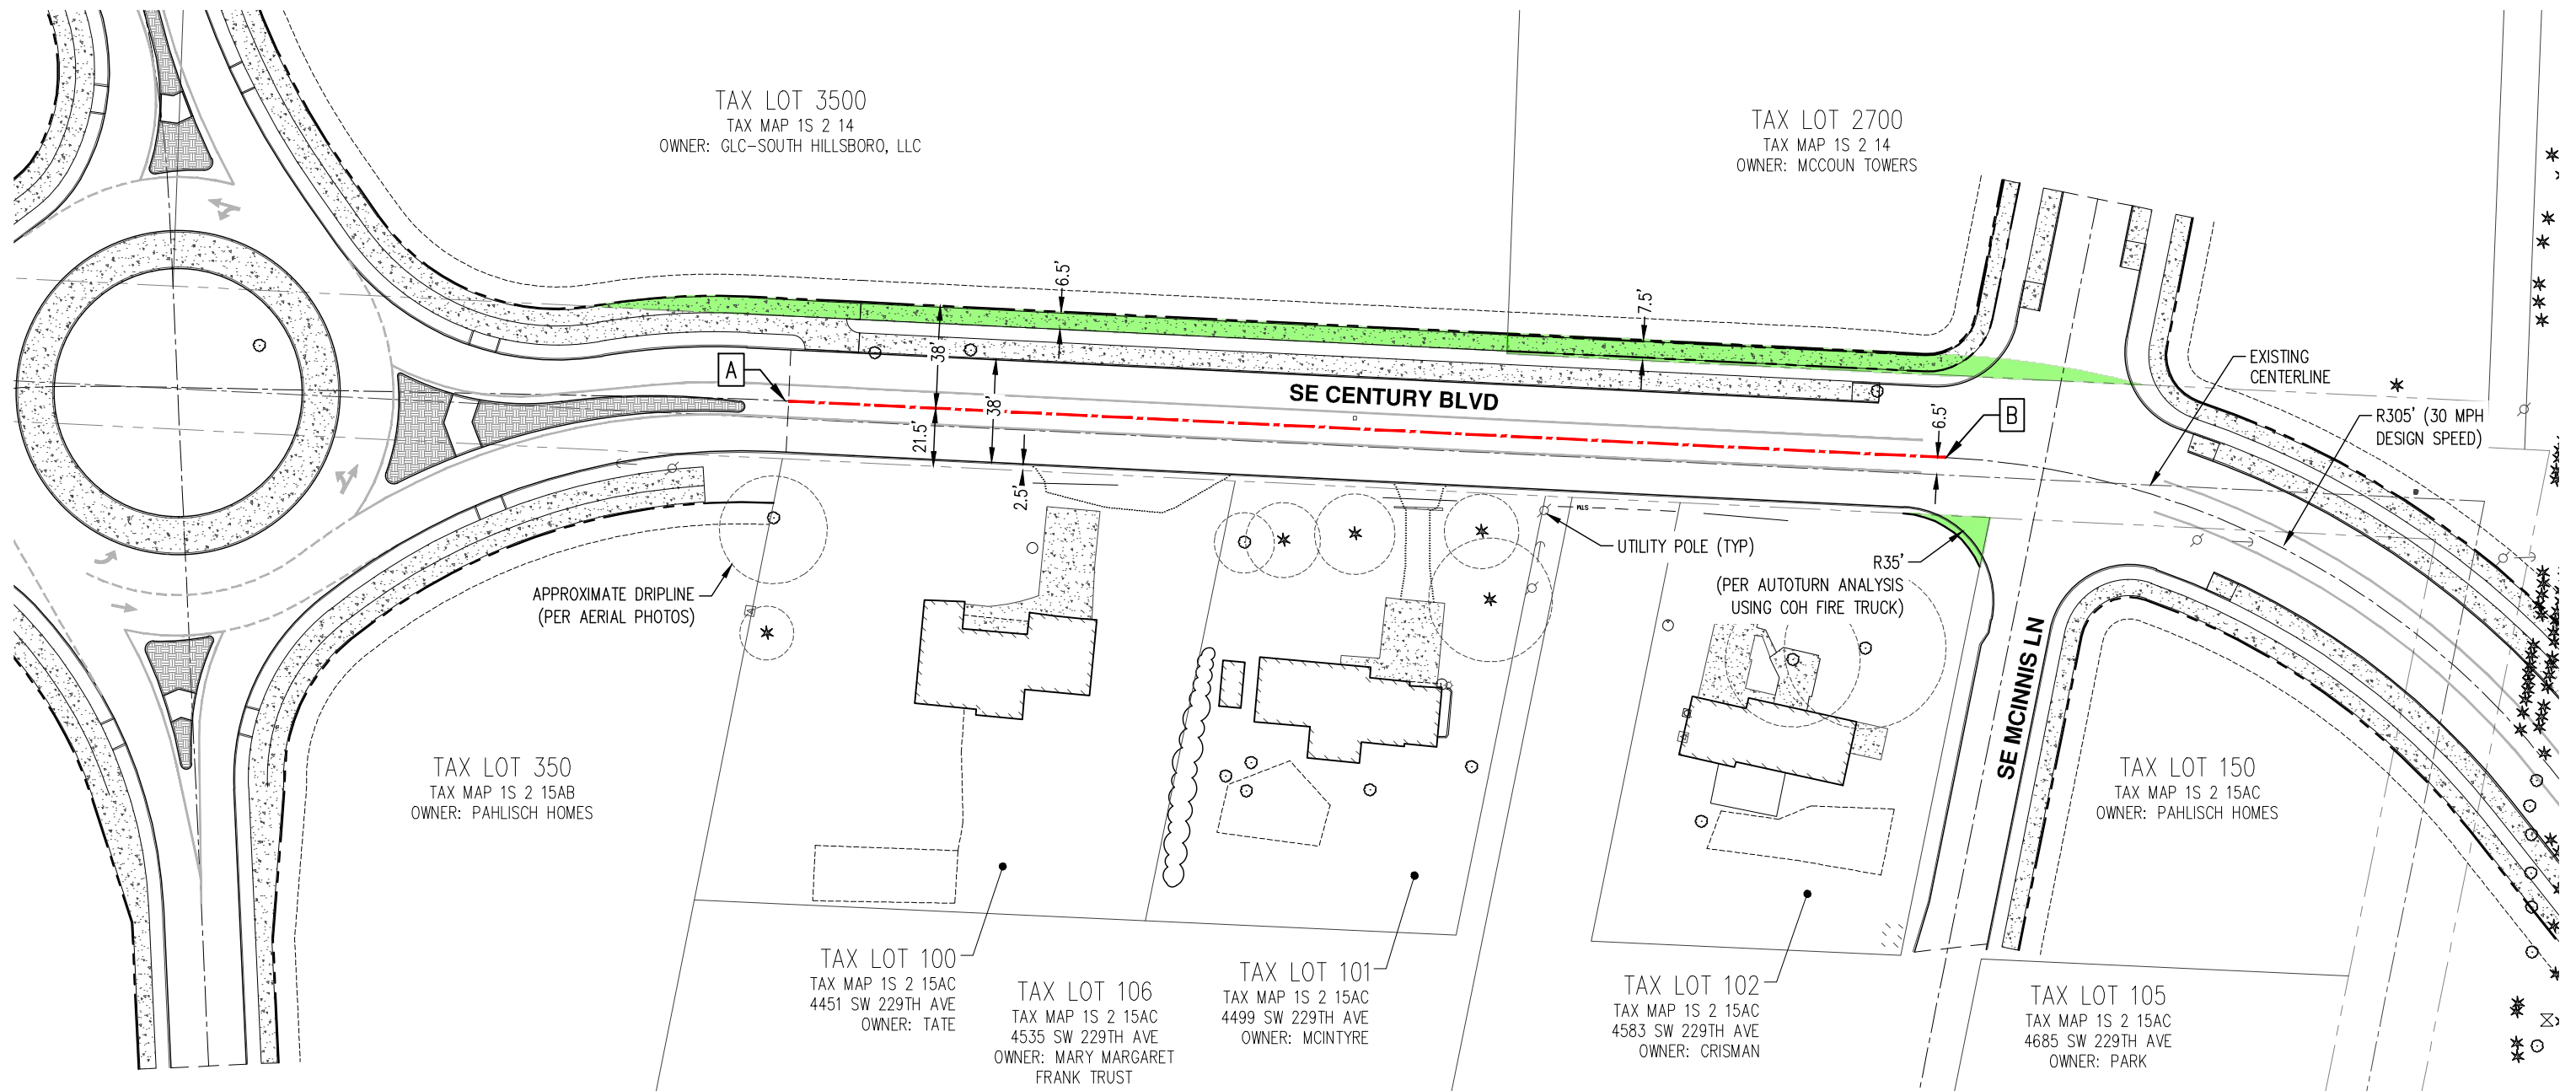 TAX LOT 3500
TAX MAP 1S 2 14
OWNER: GLC-SOUTH HILLSBORO, LLC
TAX LOT 2700
TAX MAP 1S 2 14
OWNER: MCCOUN TOWERS
6.5'
7.5'
38'
A
38'
21.5'
2.5'
SE CENTURY BLVD
6.5'
B
EXISTING
CENTERLINE
R305' (30 MPH
DESIGN SPEED)
UTILITY POLE (TYP)
R35'
(PER AUTOTURN ANALYSIS
USING COH FIRE TRUCK)
APPROXIMATE DRIPLINE
(PER AERIAL PHOTOS)
SE MCINNIS LN
TAX LOT 350
TAX MAP 1S 2 15AB
OWNER: PAHLISCH HOMES
TAX LOT 150
TAX MAP 1S 2 15AC
OWNER: PAHLISCH HOMES
TAX LOT 100
TAX MAP 1S 2 15AC
4451 SW 229TH AVE
OWNER: TATE
TAX LOT 106
TAX MAP 1S 2 15AC
4535 SW 229TH AVE
OWNER: MARY MARGARET
FRANK TRUST
TAX LOT 101
TAX MAP 1S 2 15AC
4499 SW 229TH AVE
OWNER: MCINTYRE
TAX LOT 102
TAX MAP 1S 2 15AC
4583 SW 229TH AVE
OWNER: CRISMAN
TAX LOT 105
TAX MAP 1S 2 15AC
4685 SW 229TH AVE
OWNER: PARK